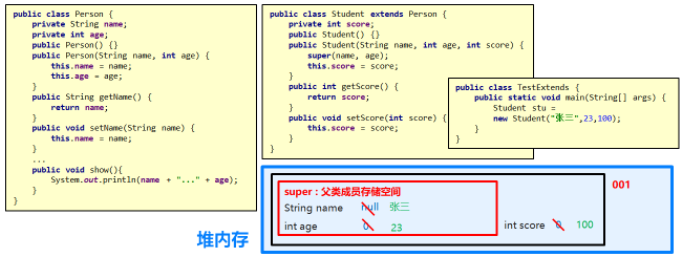 public class Person {
private String name;
private int age;
public Person() {}
public Person(String name, int age) {
this.name = name;
this.age = age;
}
public String getName() {
return name;
}
public void setName(String name) {
this.name = name;
}
...
public void show(){
System.out.println(name + "..." + age);
}
}
public class Student extends Person {
private int score;
public Student() {}
public Student(String name, int age, int score) {
super(name, age);
this.score = score;
}
public int getScore() {
return score;
}
public void setScore(int score) {
this.score = score;
}
}
public class TestExtends {
public static void main(String[] args) {
Student stu =
new Student("张三",23,100);
}
}
堆内存
001
super：父类成员存储空间
String name null 张三
int age 0 23
int score 0 100